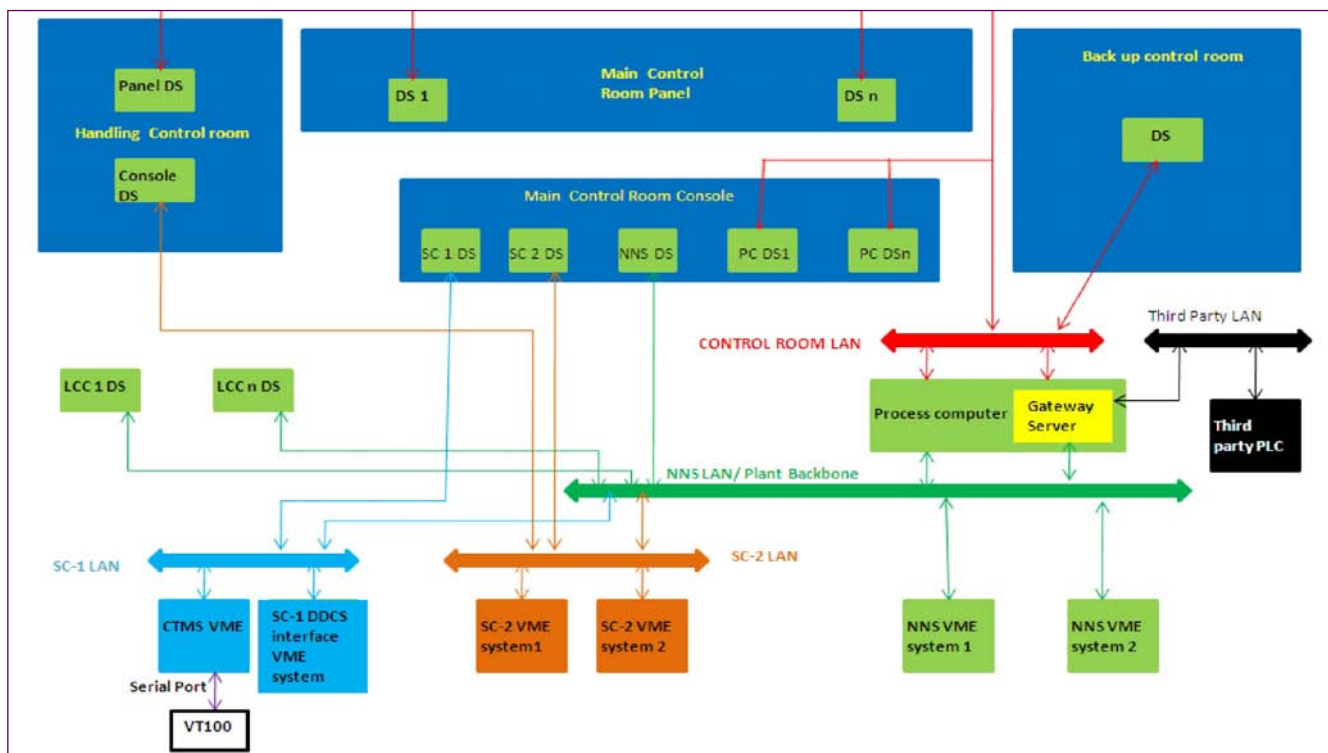 Panel DS
Handling Control room
Console
DS
Main Control
Room Panel
DS 1
DS n
Back up control room
DS
Main Control Room Console
SC 1 DS
SC 2 DS
NNS DS
PC DS1
PC DSn
Third Party LAN
CONTROL ROOM LAN
LCC 1 DS
LCC n DS
Process computer
Gateway
Server
Third
party PLC
NNS LAN/ Plant Backbone
SC-1 LAN
SC-2 LAN
CTMS VME
SC-1 DDCS
interface
VME
system
SC-2 VME
system1
SC-2 VME
system 2
NNS VME
system 1
NNS VME
system 2
Serial Port
VT100